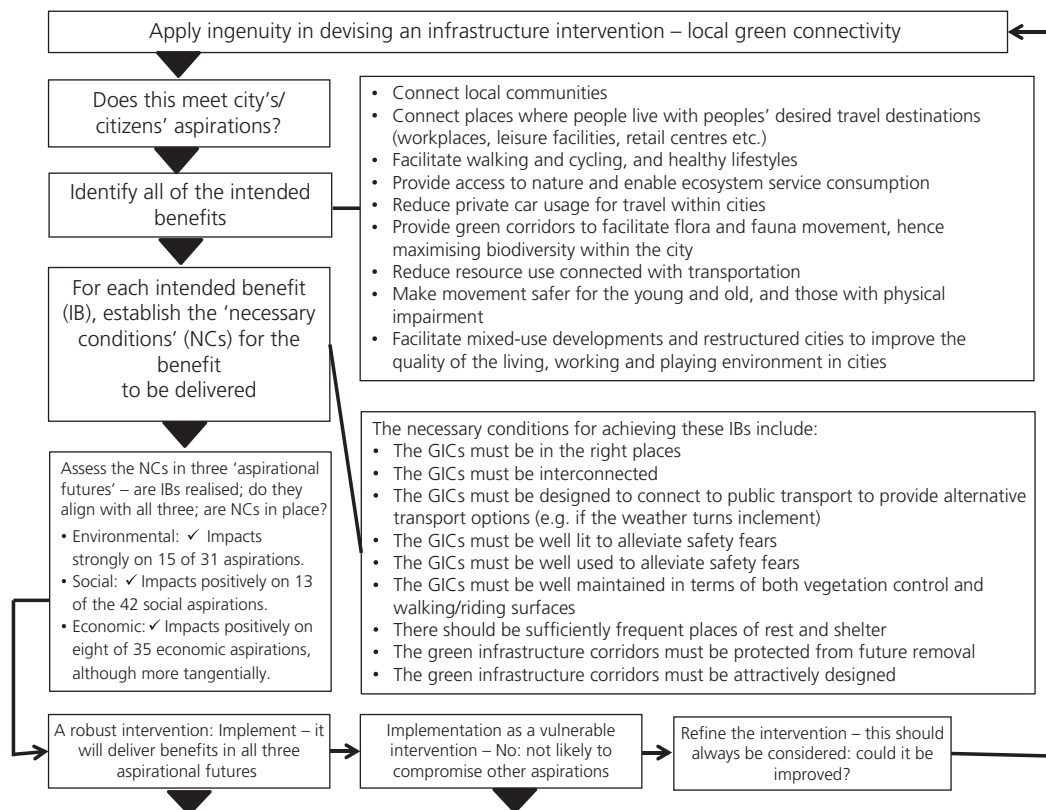 Apply ingenuity in devising an infrastructure intervention – local green connectivity
Does this meet city's/
citizens' aspirations?
Identify all of the intended
benefits
• Connect local communities
• Connect places where people live with peoples' desired travel destinations
(workplaces, leisure facilities, retail centres etc.)
• Facilitate walking and cycling, and healthy lifestyles
• Provide access to nature and enable ecosystem service consumption
• Reduce private car usage for travel within cities
• Provide green corridors to facilitate flora and fauna movement, hence
maximising biodiversity within the city
• Reduce resource use connected with transportation
• Make movement safer for the young and old, and those with physical
impairment
• Facilitate mixed-use developments and restructured cities to improve the
quality of the living, working and playing environment in cities
For each intended benefit
(IB), establish the 'necessary
conditions' (NCs) for the
benefit
to be delivered
The necessary conditions for achieving these IBs include:
• The GICs must be in the right places
• The GICs must be interconnected
• The GICs must be designed to connect to public transport to provide alternative
transport options (e.g. if the weather turns inclement)
• The GICs must be well lit to alleviate safety fears
• The GICs must be well used to alleviate safety fears
• The GICs must be well maintained in terms of both vegetation control and
walking/riding surfaces
• There should be sufficiently frequent places of rest and shelter
• The green infrastructure corridors must be protected from future removal
• The green infrastructure corridors must be attractively designed
Assess the NCs in three 'aspirational
futures' – are IBs realised; do they
align with all three; are NCs in place?
• Environmental: ✓ Impacts
strongly on 15 of 31 aspirations.
• Social: ✓ Impacts positively on 13
of the 42 social aspirations.
• Economic: ✓ Impacts positively on
eight of 35 economic aspirations,
although more tangentially.
A robust intervention: Implement – it
will deliver benefits in all three
aspirational futures
Implementation as a vulnerable
intervention – No: not likely to
compromise other aspirations
Refine the intervention – this should
always be considered: could it be
improved?